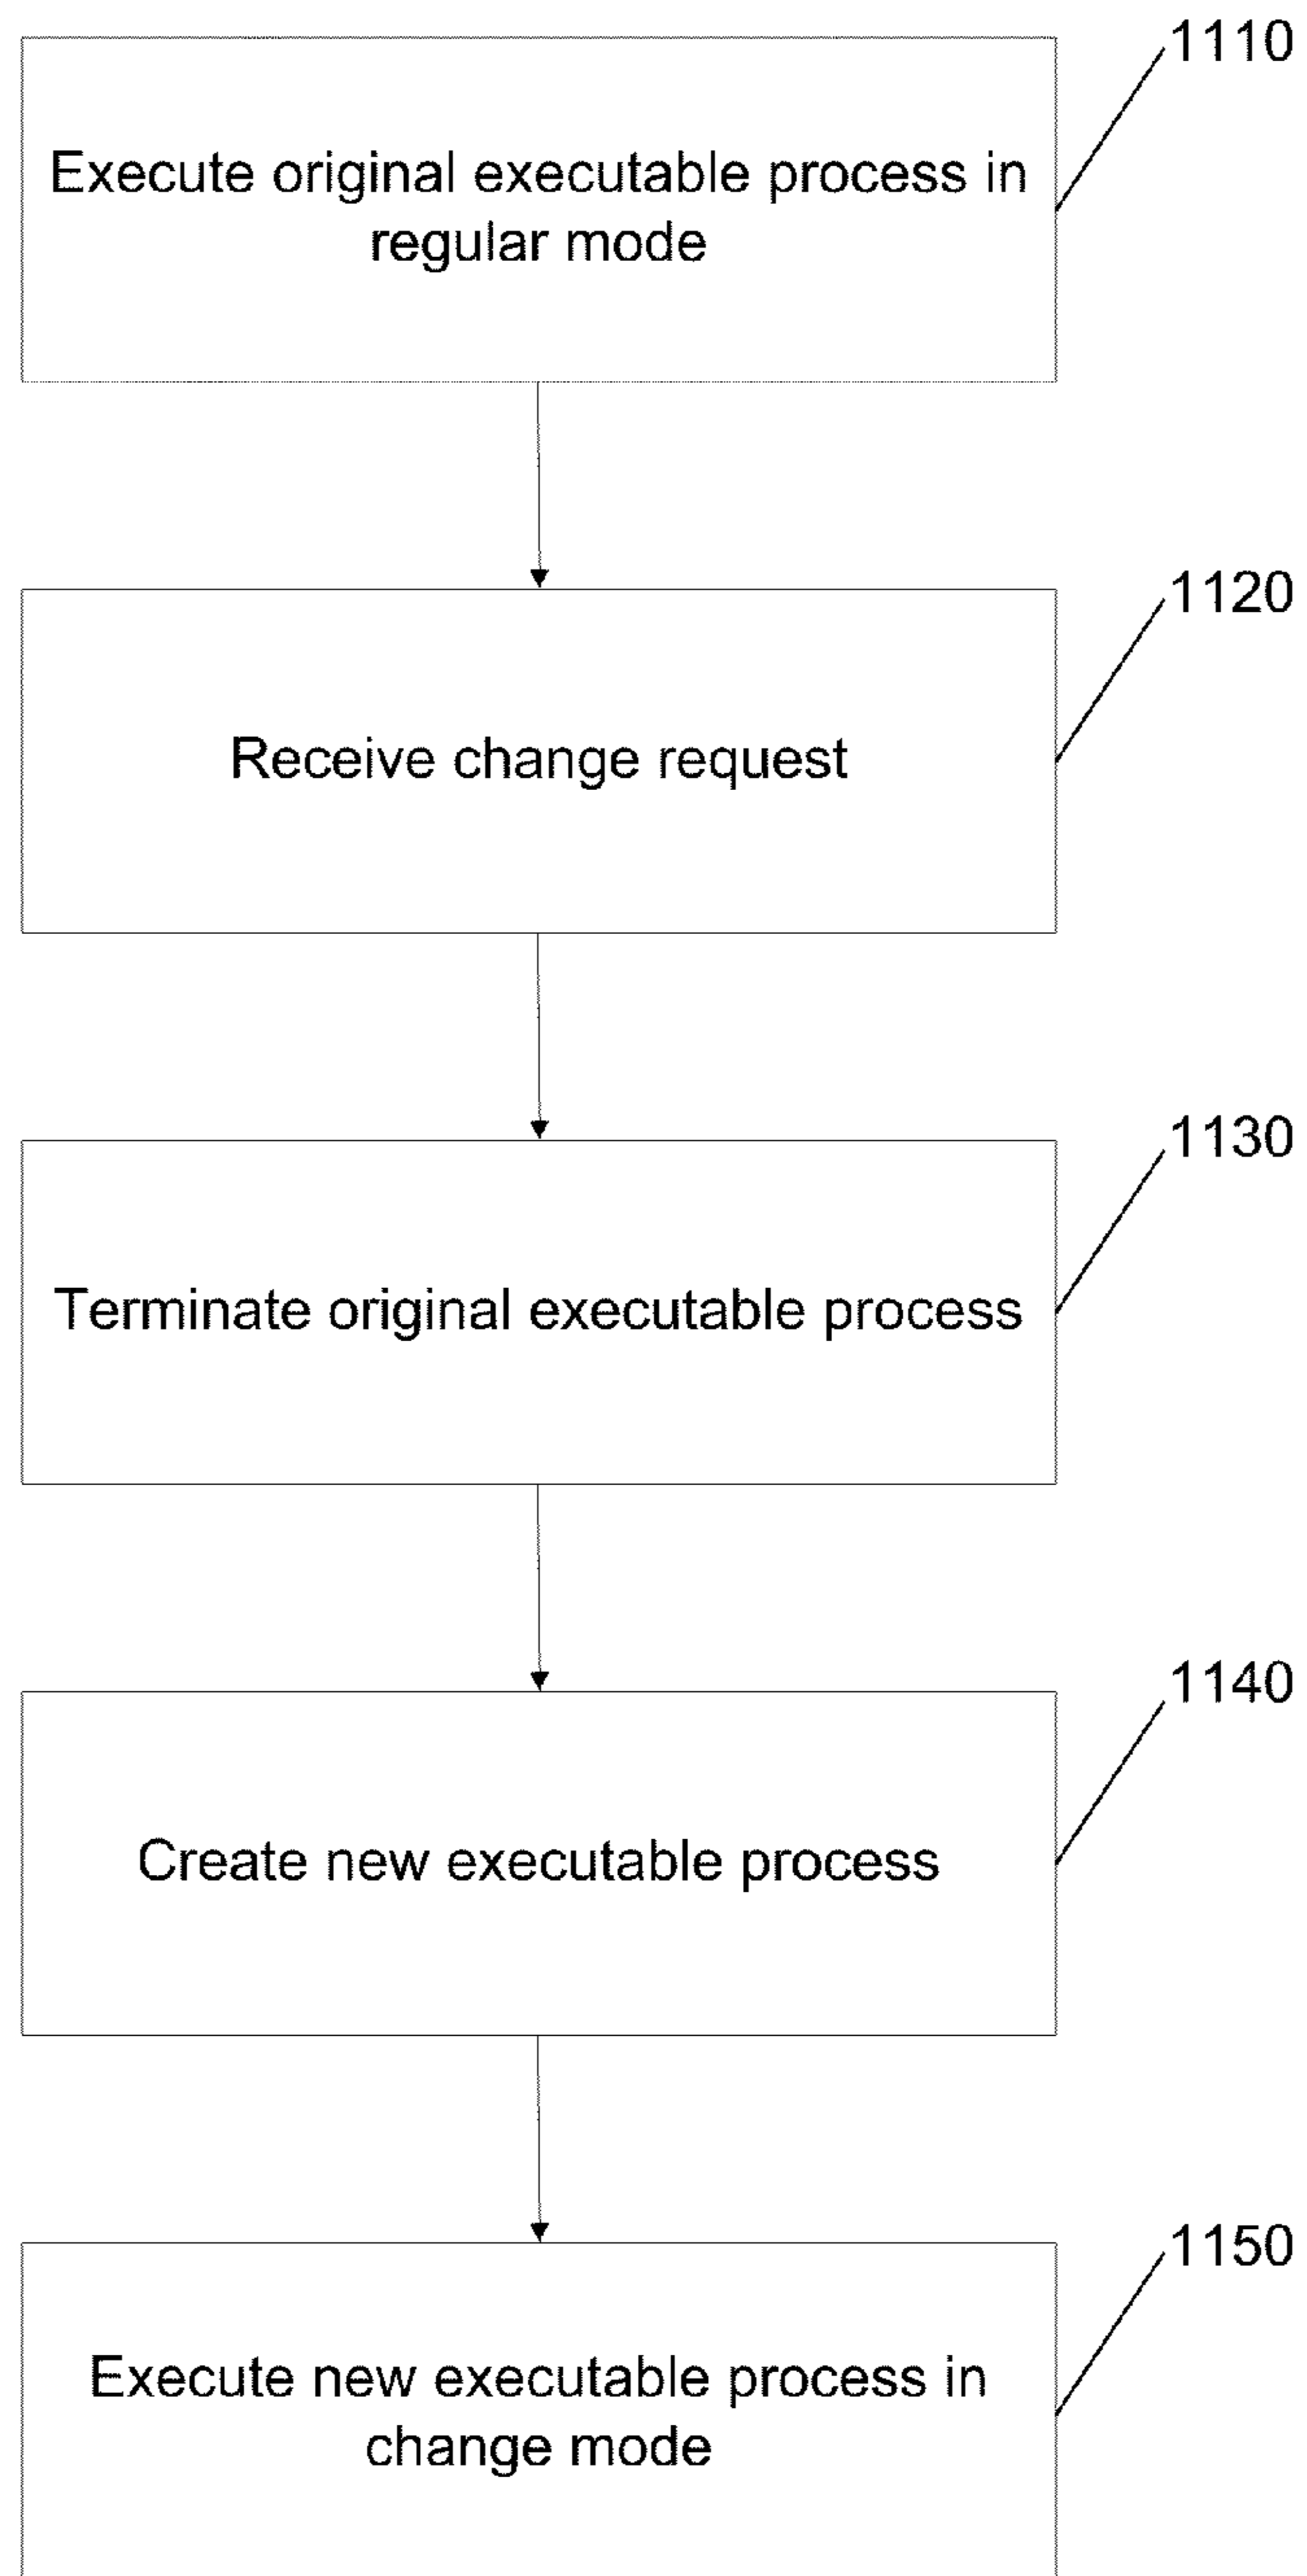 1110
Execute original executable process in
regular mode
1120
Receive change request
1130
Terminate original executable process
1140
Create new executable process
1150
Execute new executable process in
change mode